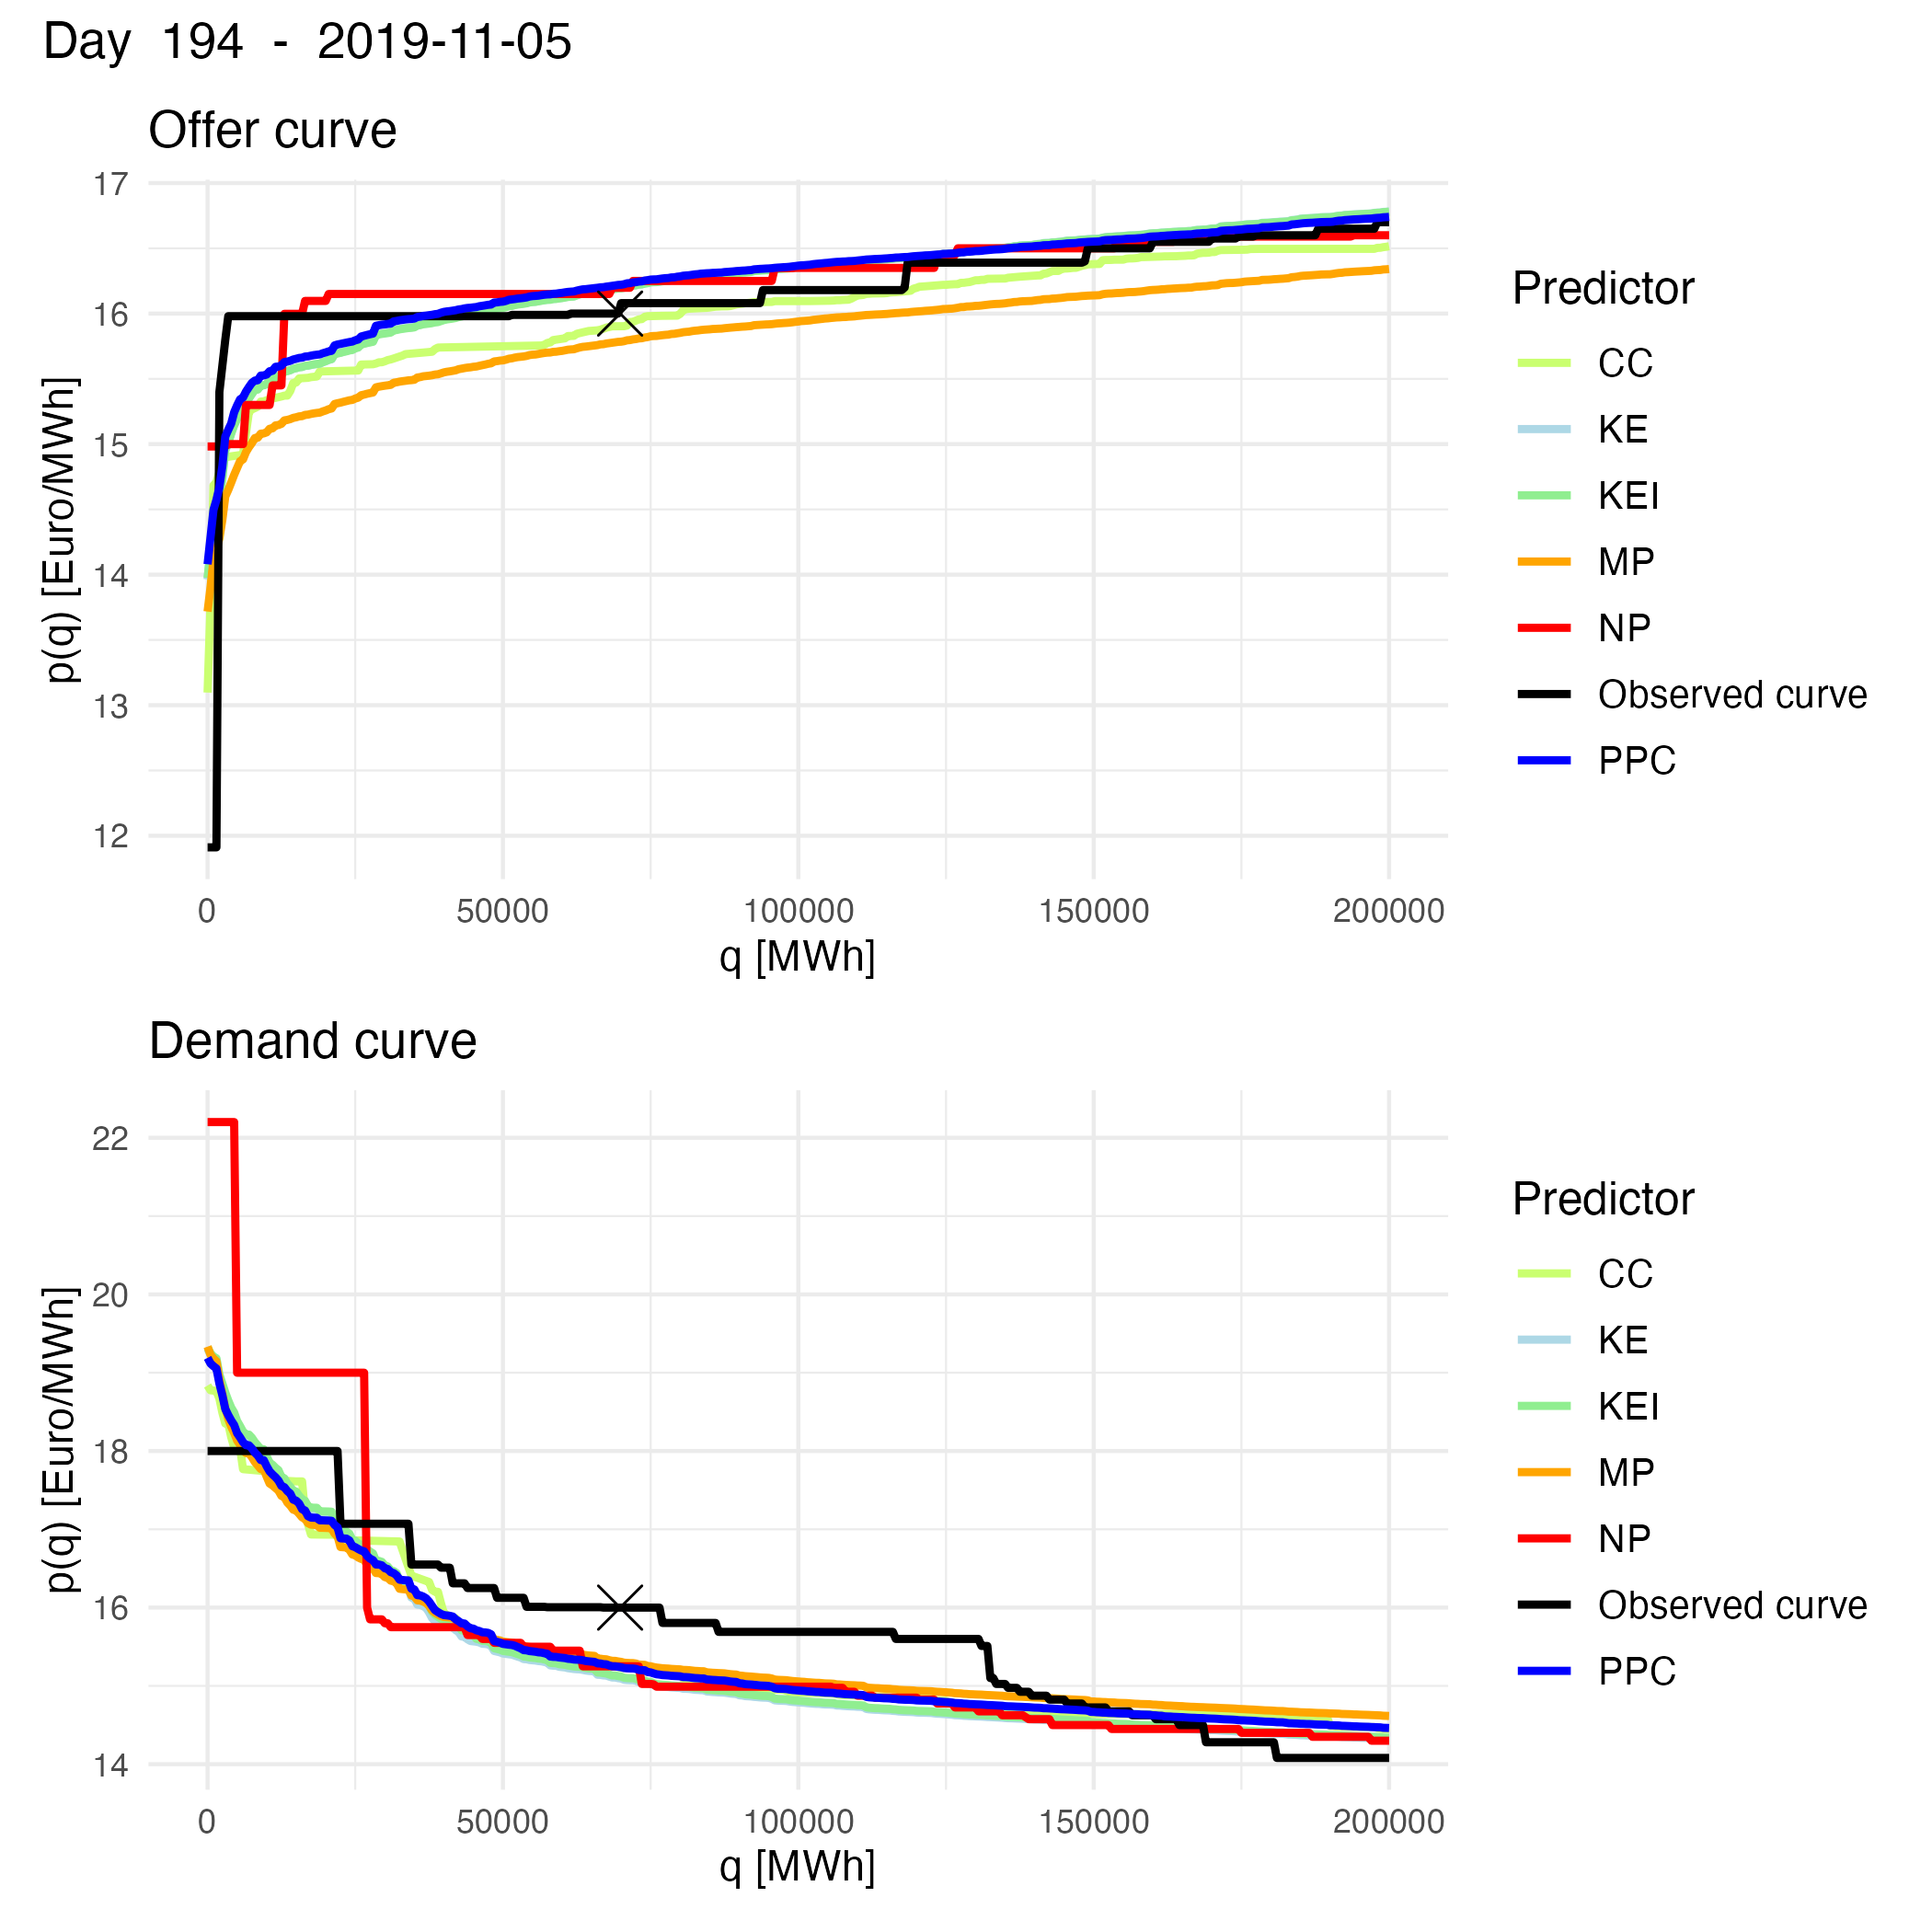 Day 194 - 2019-11-05
Offer curve
17
16
15
14
13
12
p(q) [Euro/MWh]
0 50000 100000 150000 200000
q [MWh]
Predictor
CC
KE
KEI
MP
NP
Observed curve
PPC
Demand curve
22
20
18
16
14
p(q) [Euro/MWh]
0 50000 100000 150000 200000
q [MWh]
Predictor
CC
KE
KEI
MP
NP
Observed curve
PPC